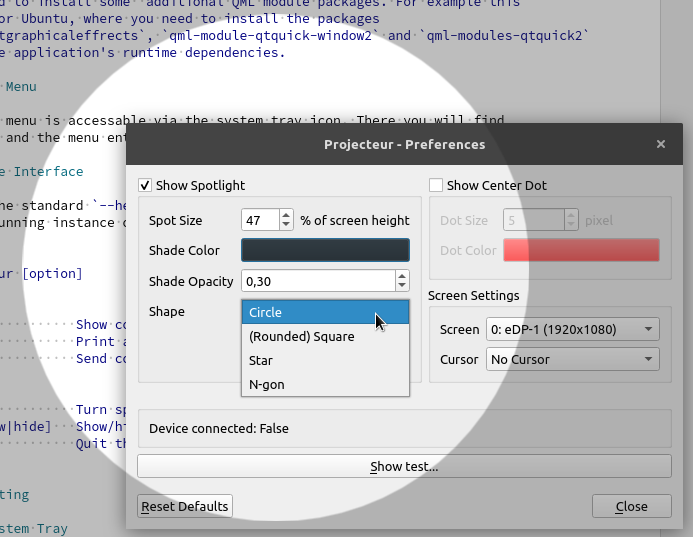 d to install some additional QML module packages. For example this
or Ubuntu, where you need to install the packages
tgraphicaleffects`, `qml-module-qtquick-window2` and `qml-modules-qtquick2`
e application's runtime dependencies.
Menu
menu is accessable via the system tray icon. There you will find
and the menu ent
e Interface
he standard `--he
unning instance o
ur [option]
Show co
Print a
Send co
Turn sp
w|hide] Show/hi
Quit th
ting
stem Tray
Projecteur - Preferences
Show Spotlight
Spot Size 47 % of screen height
Shade Color
Shade Opacity 0,30
Shape
Circle
(Rounded) Square
Star
N-gon
Show Center Dot
Dot Size 5 pixel
Dot Color
Screen Settings
Screen 0: eDP-1 (1920x1080)
Cursor No Cursor
Device connected: False
Show test...
Reset Defaults
Close